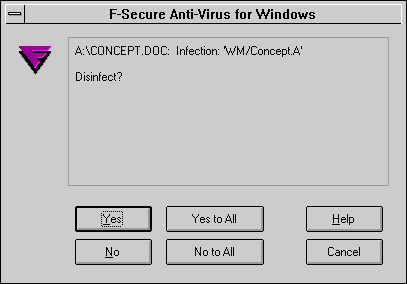 F-Secure Anti-Virus for Windows
A:\CONCEPT.DOC:  Infection: 'WM/Concept.A'
Disinfect?
Yes
Yes to All
Help
No
No to All
Cancel